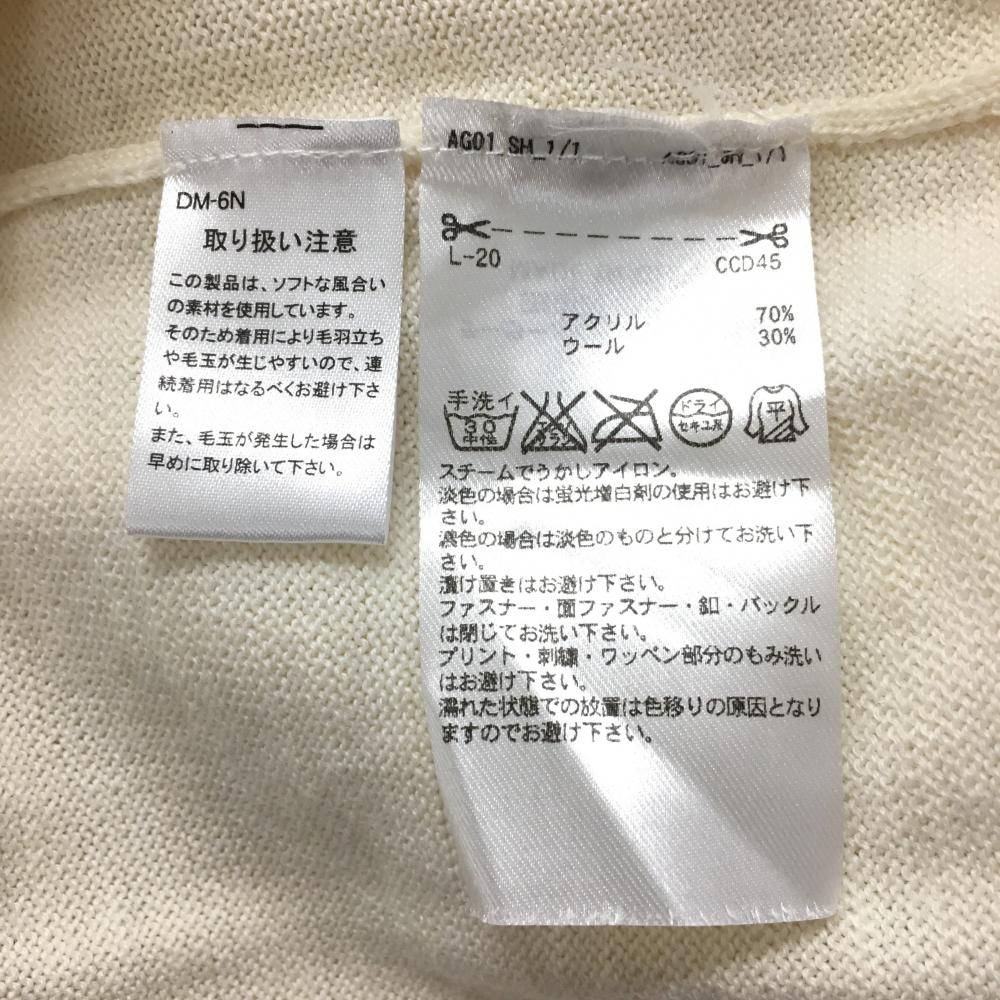 DM-6N
取り扱い注意
この製品は、ソフトな風合い
の素材を使用しています。
そのため着用により毛羽立ち
や毛玉が生じやすいので、連
続着用はなるべくお避け下さ
い。
また、毛玉が発生した場合は
早めに取り除いて下さい。
AG01_SH_1/1 AG01_SH_1/1
L-20 CCD45
アクリル 70%
ウール 30%
手洗イ
30
中性
ドライ
セキユ系
平
スチームでうかしアイロン。
淡色の場合は蛍光増白剤の使用はお避け下
さい。
濃色の場合は淡色のものと分けてお洗い下
さい。
漬け置きはお避け下さい。
ファスナー・面ファスナー・釦・バックル
は閉じてお洗い下さい。
プリント・刺繍・ワッペン部分のもみ洗い
はお避け下さい。
濡れた状態での放置は色移りの原因となり
ますのでお避け下さい。